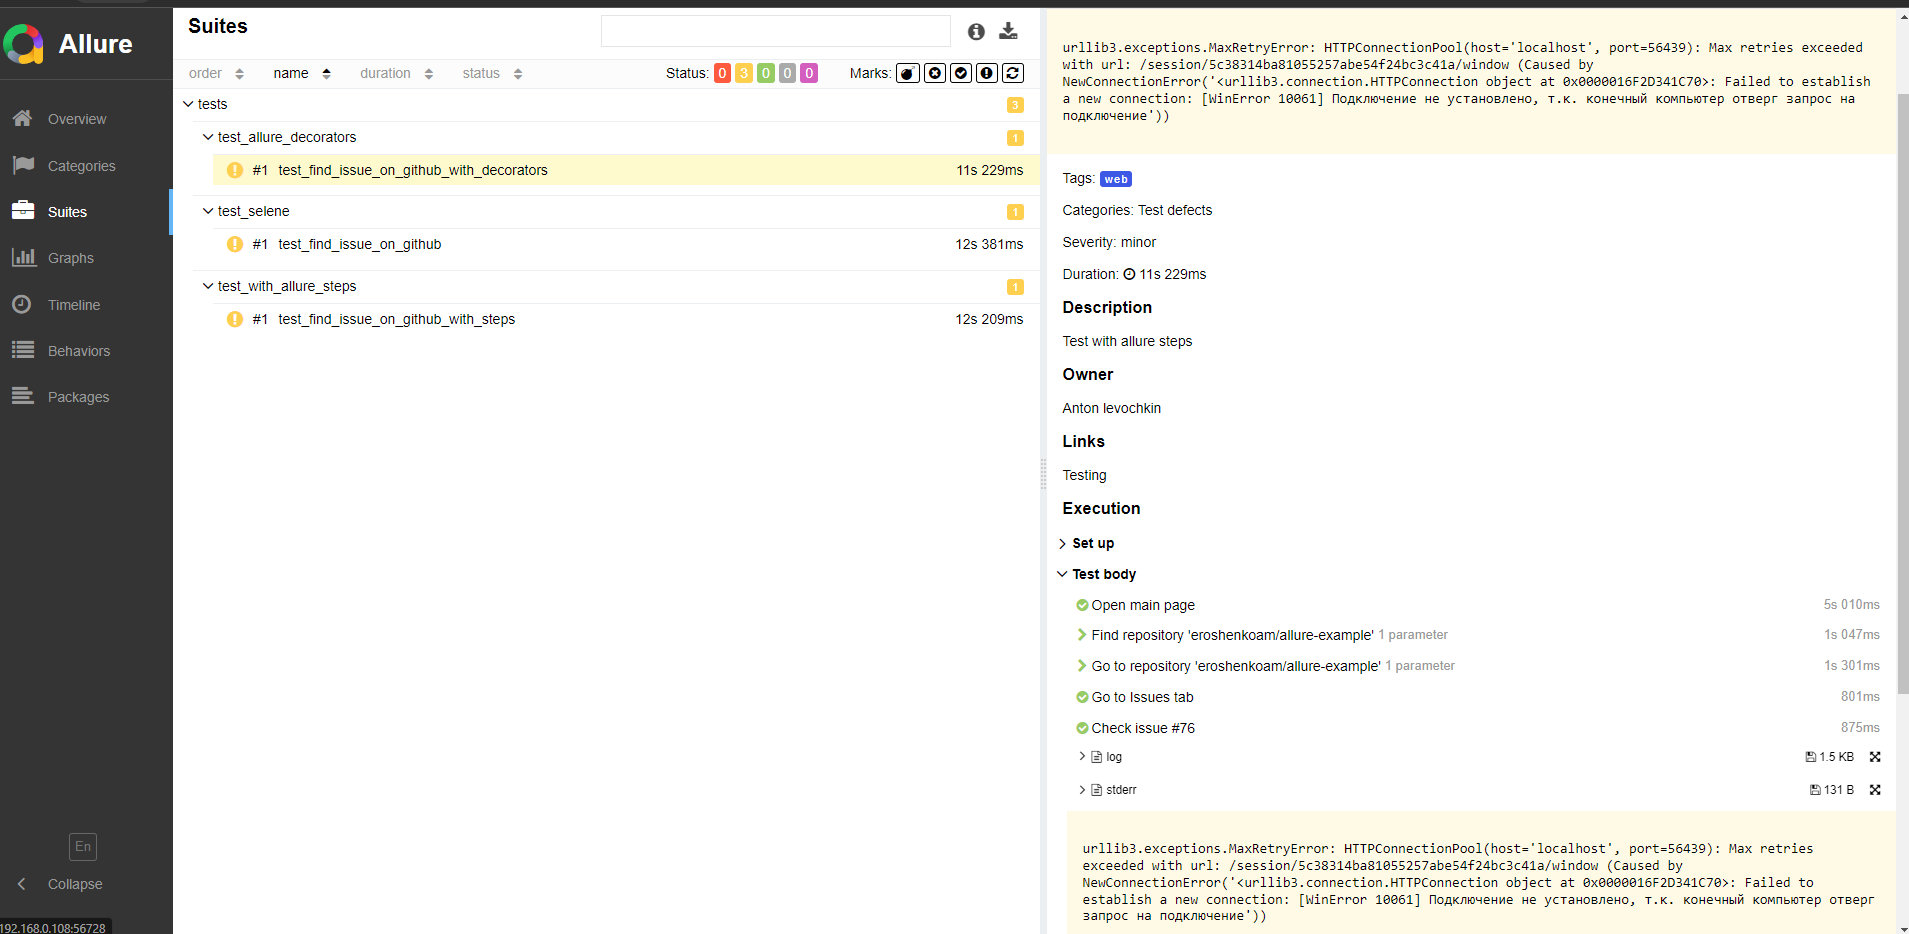 Allure
Overview
Categories
Suites
Graphs
Timeline
Behaviors
Packages
En
Collapse
192.168.0.108:56728
Suites
order name duration status Status: 0 3 0 0 0 Marks:
tests 3
test_allure_decorators 1
#1 test_find_issue_on_github_with_decorators 11s 229ms
test_selene 1
#1 test_find_issue_on_github 12s 381ms
test_with_allure_steps 1
#1 test_find_issue_on_github_with_steps 12s 209ms
urllib3.exceptions.MaxRetryError: HTTPConnectionPool(host='localhost', port=56439): Max retries exceeded
with url: /session/5c38314ba81055257abe54f24bc3c41a/window (Caused by
NewConnectionError('<urllib3.connection.HTTPConnection object at 0x0000016F2D341C70>: Failed to establish
a new connection: [WinError 10061] Подключение не установлено, т.к. конечный компьютер отверг запрос на
подключение'))
Tags: web
Categories: Test defects
Severity: minor
Duration: 11s 229ms
Description
Test with allure steps
Owner
Anton Ievochkin
Links
Testing
Execution
Set up
Test body
Open main page 5s 010ms
Find repository 'eroshenkoam/allure-example' 1 parameter 1s 047ms
Go to repository 'eroshenkoam/allure-example' 1 parameter 1s 301ms
Go to Issues tab 801ms
Check issue #76 875ms
log 1.5 KB
stderr 131 B
urllib3.exceptions.MaxRetryError: HTTPConnectionPool(host='localhost', port=56439): Max retries
exceeded with url: /session/5c38314ba81055257abe54f24bc3c41a/window (Caused by
NewConnectionError('<urllib3.connection.HTTPConnection object at 0x0000016F2D341C70>: Failed to
establish a new connection: [WinError 10061] Подключение не установлено, т.к. конечный компьютер отверг
запрос на подключение'))